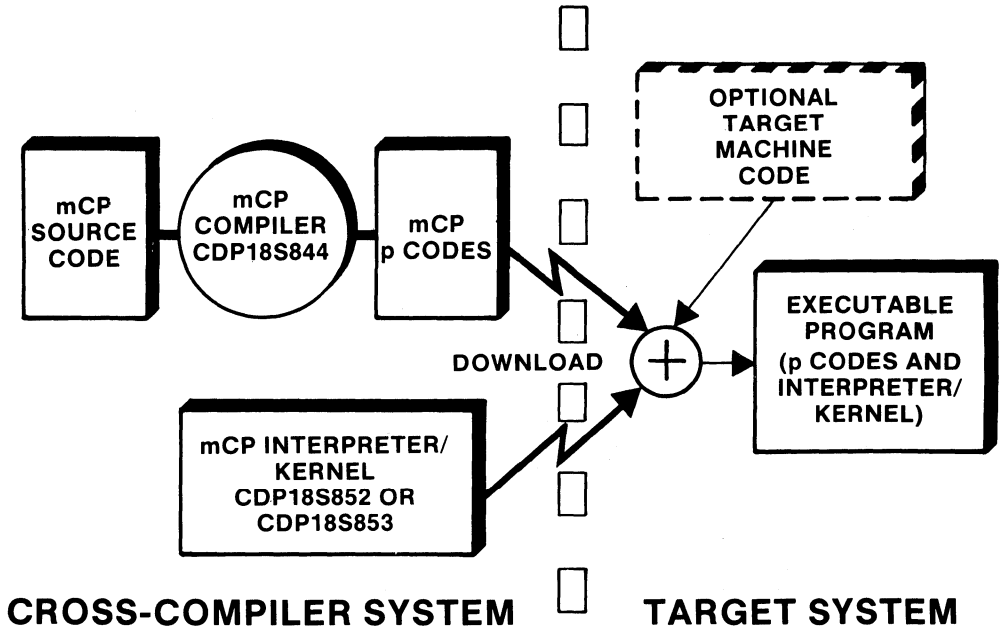 OPTIONAL
TARGET
MACHINE
CODE
mCP
SOURCE
CODE
mCP
COMPILER
CDP18S844
mCP
p CODES
EXECUTABLE
PROGRAM
(p CODES AND
INTERPRETER/
KERNEL)
DOWNLOAD
+
mCP INTERPRETER/
KERNEL
CDP18S852 OR
CDP18S853
CROSS-COMPILER SYSTEM
TARGET SYSTEM